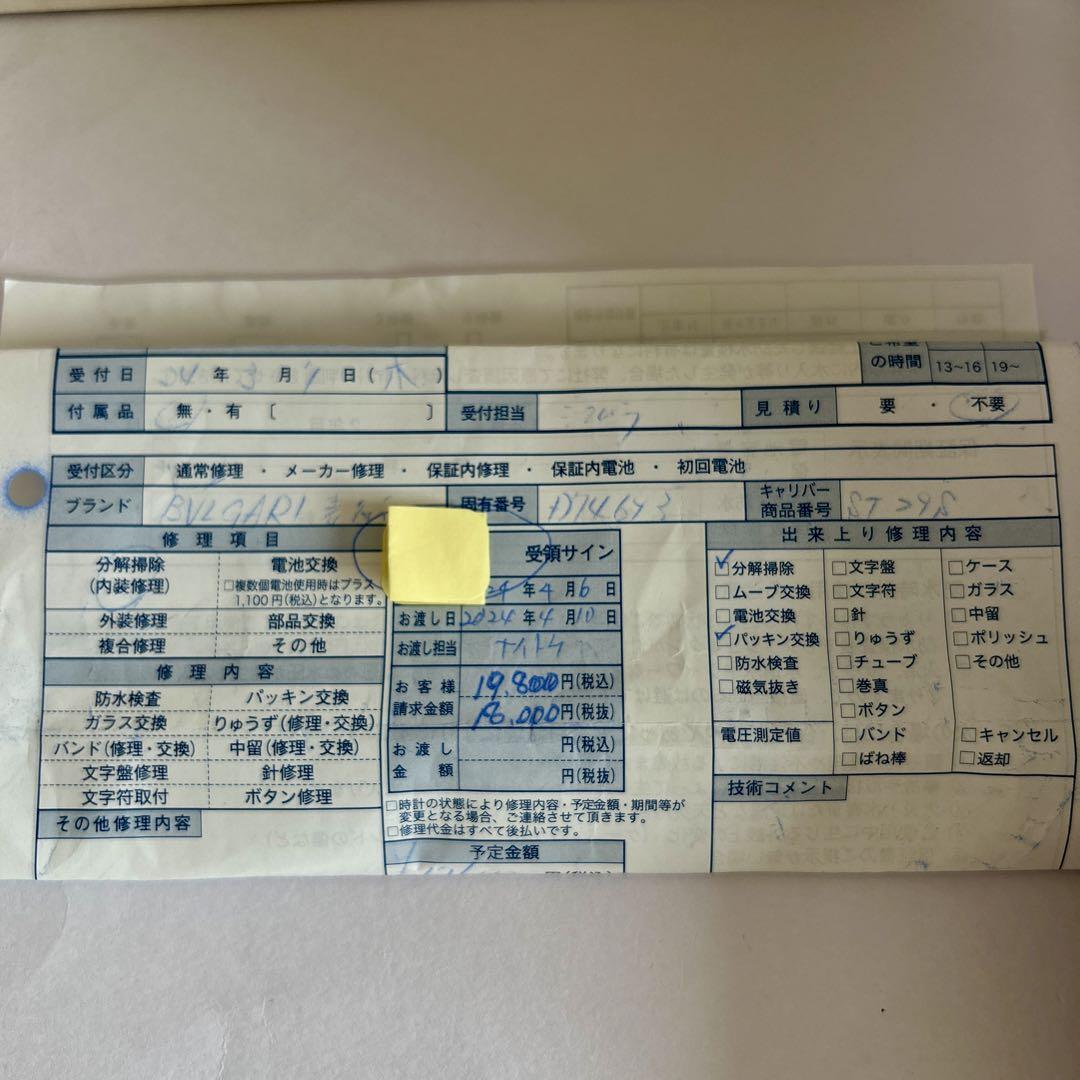 の時間 13~16 19~
受付日 24 年 3 月 日(木)
付属品 無・有〔 〕 受付担当 見積り 要・不要
受付区分 通常修理・メーカー修理・保証内修理・保証内電池・初回電池
ブランド BVLGARI 固有番号 D14673 キャリバー
商品番号 ST 29S
修理項目
分解掃除 電池交換
(内装修理) □複数個電池使用時はプラス
1,100円(税込)となります。
外装修理 部品交換
複合修理 その他
修理内容
防水検査 パッキン交換
ガラス交換 りゅうず(修理・交換)
バンド(修理・交換) 中留(修理・交換)
文字盤修理 針修理
文字符取付 ボタン修理
その他修理内容
受領サイン
年 4 月 6 日
お渡し日 2024 年 4 月 10 日
お渡し担当 ナイトウ
お客様 19.800円(税込)
請求金額 18.000円(税抜)
お渡し 円(税込)
金額 円(税抜)
□時計の状態により修理内容・予定金額・期間等が
変更となる場合、ご連絡させて頂きます。
□修理代金はすべて後払いです。
予定金額
出来上り修理内容
☑分解掃除 □文字盤 □ケース
□ムーブ交換 □文字符 □ガラス
□電池交換 □針 □中留
☑パッキン交換 □りゅうず □ポリッシュ
□防水検査 □チューブ □その他
□磁気抜き □巻真
□ボタン
電圧測定値 □バンド □キャンセル
□ばね棒 □返却
技術コメント